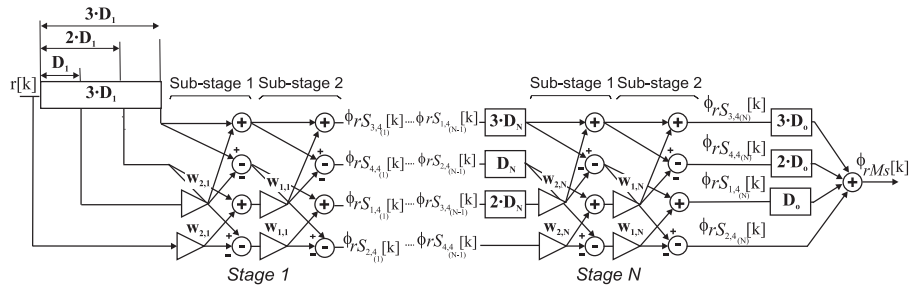 3·D₁
2·D₁
D₁
r[k]
3·D₁
Sub-stage 1 Sub-stage 2
Sub-stage 1 Sub-stage 2
ϕrS₃,₄₍₁₎[k]....ϕrS₁,₄₍N-1₎[k]
3·D_N
ϕrS₃,₄₍N₎[k]
3·Dₒ
ϕrS₄,₄₍₁₎[k]....ϕrS₂,₄₍N-1₎[k]
D_N
ϕrS₄,₄₍N₎[k]
2·Dₒ
ϕrMs[k]
w₂,₁ w₁,₁
ϕrS₁,₄₍₁₎[k]....ϕrS₃,₄₍N-1₎[k]
2·D_N
w₂,N w₁,N
ϕrS₁,₄₍N₎[k]
Dₒ
w₂,₁ w₁,₁
ϕrS₂,₄₍₁₎[k]....ϕrS₄,₄₍N-1₎[k]
w₂,N w₁,N
ϕrS₂,₄₍N₎[k]
Stage 1
Stage N